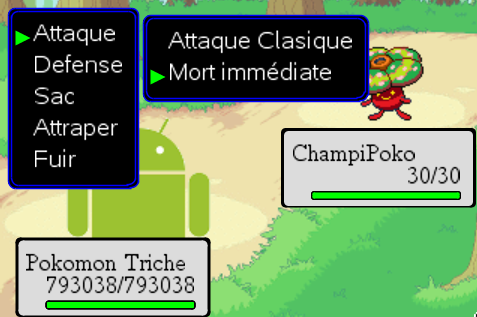 Attaque
Defense
Sac
Attraper
Fuir
Attaque Clasique
Mort immédiate
ChampiPoko
30/30
Pokomon Triche
793038/793038